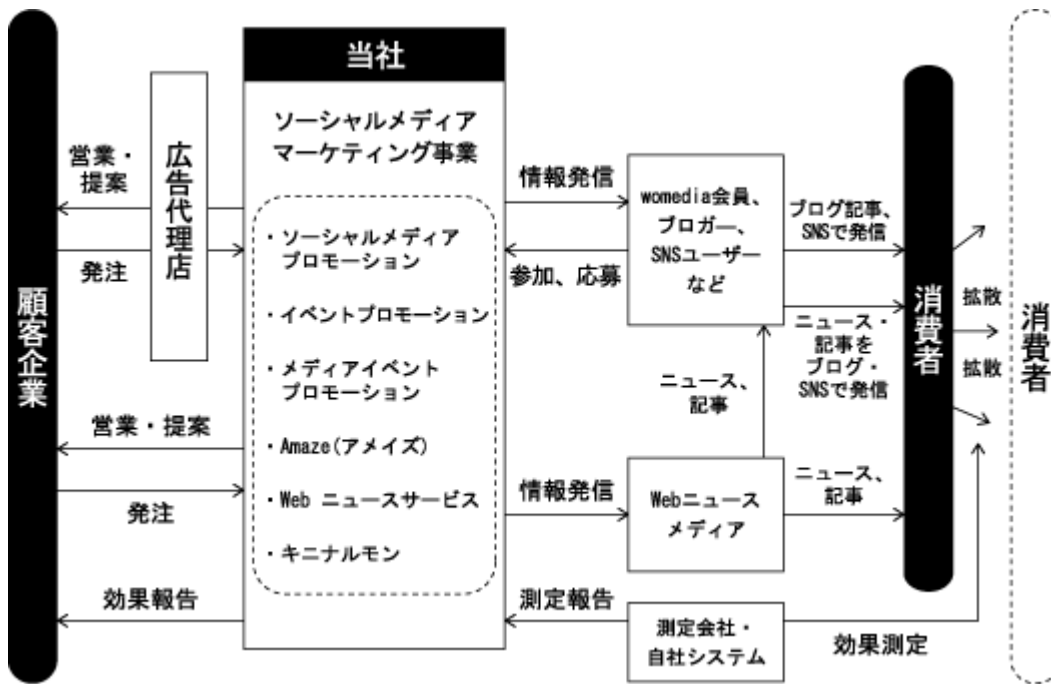 当社
ソーシャルメディア
マーケティング事業
・ソーシャルメディア
プロモーション
・イベントプロモーション
・メディアイベント
プロモーション
・Amaze(アメイズ)
・Web ニュースサービス
・キニナルモン
顧客企業
広告代理店
営業・
提案
発注
営業・提案
発注
効果報告
情報発信
参加、応募
情報発信
測定報告
womedia会員、
ブロガー、
SNSユーザー
など
ニュース、
記事
Webニュース
メディア
測定会社・
自社システム
ブログ記事、
SNSで発信
ニュース・
記事を
ブログ・
SNSで発信
ニュース、
記事
効果測定
消費者
拡散
拡散
消費者